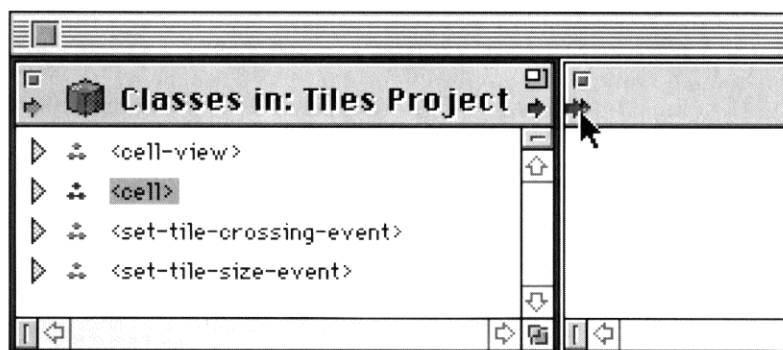 Classes in: Tiles Project
<cell-view>
<cell>
<set-tile-crossing-event>
<set-tile-size-event>